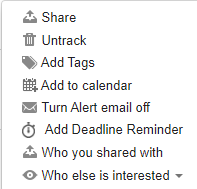 Share
Untrack
Add Tags
Add to calendar
Turn Alert email off
Add Deadline Reminder
Who you shared with
Who else is interested